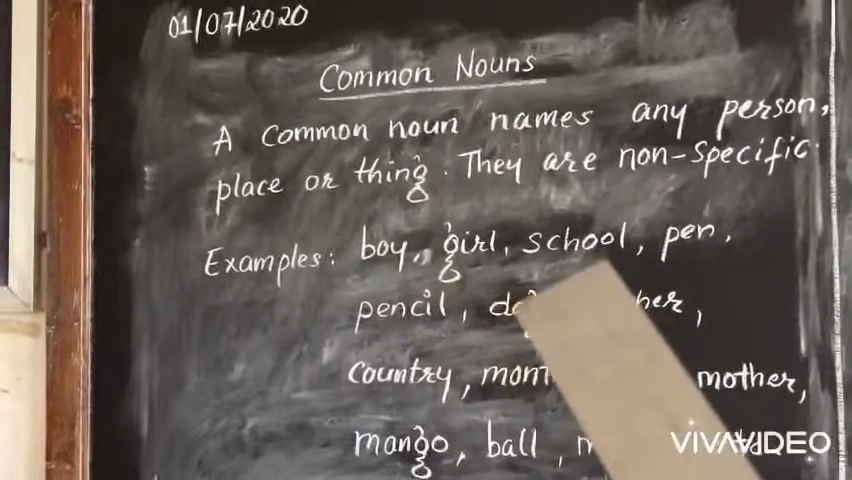 01/07/2020
Common Nouns
A common noun names any person,
place or thing. They are non-specific.
Examples: boy, girl, school, pen,
pencil,
country, mother,
mango, ball,
VIVAVIDEO